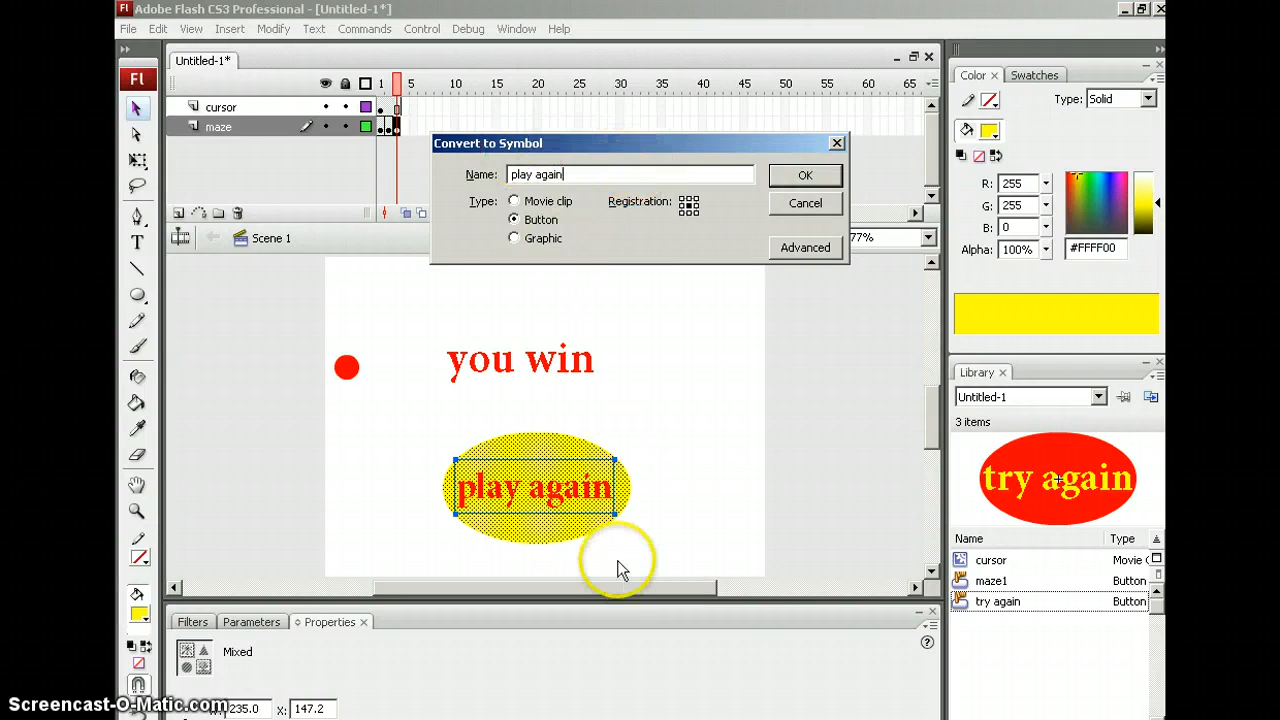 Adobe Flash CS3 Professional - [Untitled-1*]
File Edit View Insert Modify Text Commands Control Debug Window Help
Fl
Untitled-1*
1 5 10 15 20 25 30 35 40 45 50 55 60 65
cursor
maze
Scene 1
77%
Convert to Symbol
Name: play again
OK
Type: Movie clip
Registration:
Button
Cancel
Graphic
Advanced
you win
play again
Color Swatches
Type: Solid
R: 255
G: 255
B: 0
Alpha: 100% #FFFF00
Library
Untitled-1
3 items
try again
Name Type
cursor Movie
maze1 Button
try again Button
Filters Parameters Properties
Mixed
235.0 X: 147.2
Screencast-O-Matic.com